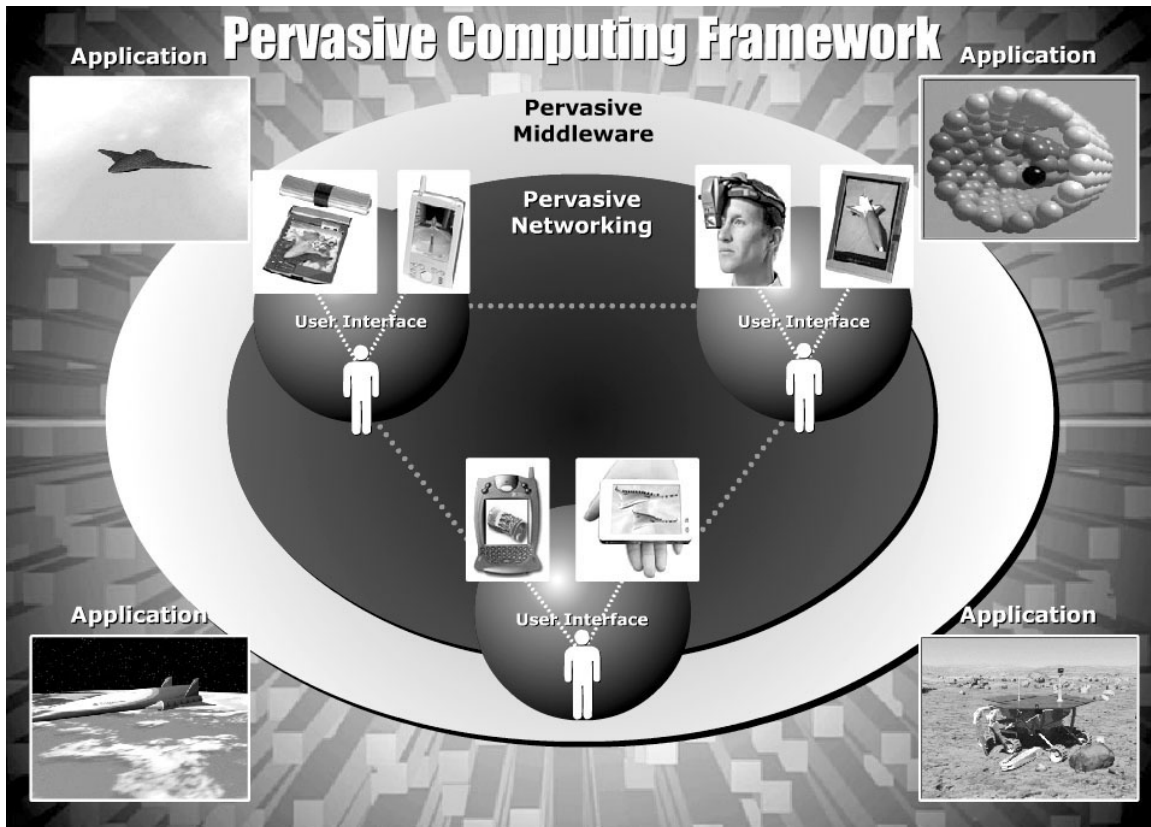 Pervasive Computing Framework
Application
Application
Pervasive
Middleware
Pervasive
Networking
User Interface
User Interface
User Interface
Application
Application